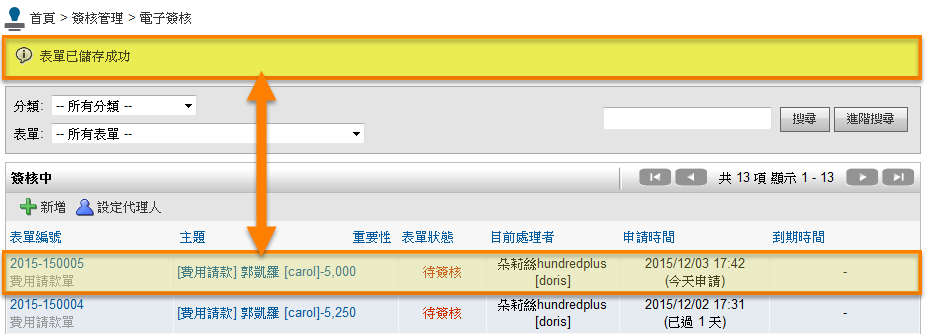 首頁 > 簽核管理 > 電子簽核
表單已儲存成功
分類: -- 所有分類 --
搜尋 進階搜尋
表單: -- 所有表單 --
簽核中 共 13 項 顯示 1 - 13
新增 設定代理人
表單編號 主題 重要性 表單狀態 目前處理者 申請時間 到期時間
2015-150005 [費用請款] 郭凱羅 [carol]-5,000 待簽核 朵莉絲hundredplus 2015/12/03 17:42 -
費用請款單 [doris] (今天申請)
2015-150004 [費用請款] 郭凱羅 [carol]-5,250 待簽核 朵莉絲hundredplus 2015/12/02 17:31 -
費用請款單 [doris] (已過 1 天)